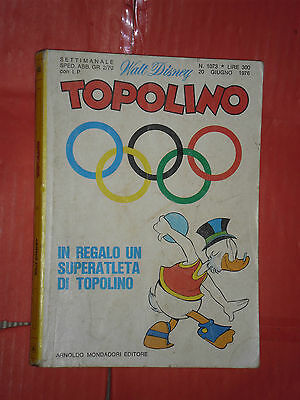 SETTIMANALE
SPED. ABB. GR. 2/70
con I.P.
Walt Disney
N. 1073 * LIRE 300
20 GIUGNO 1976
TOPOLINO
IN REGALO UN
SUPERATLETA
DI TOPOLINO
ARNOLDO MONDADORI EDITORE